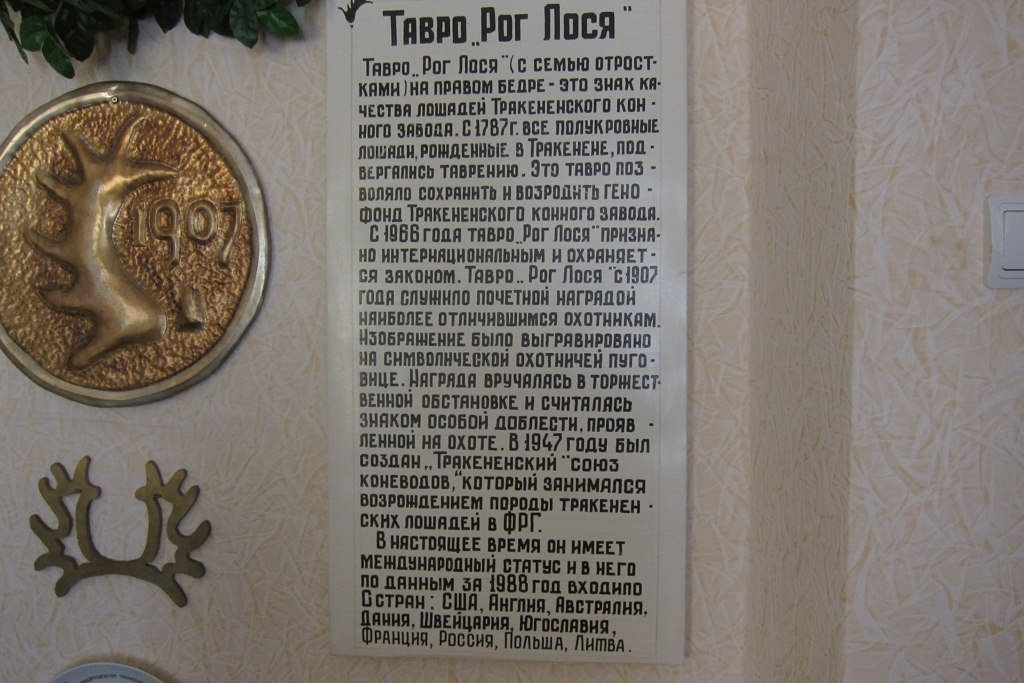 Тавро „Рог Лося"
1907
Тавро „Рог Лося" (с семью отрост-
ками) на правом бедре - это знак ка-
чества лошадей Тракененского кон-
ного завода. С 1787г. все полукровные
лошади, рожденные в Тракенене, под-
вергались таврению. Это тавро поз-
воляло сохранить и возродить гено-
фонд Тракененского конного завода.
С 1966 года тавро „Рог Лося" призна-
но интернациональным и охраняет-
ся законом. Тавро „Рог Лося" с 1907
года служило почетной наградой
наиболее отличившимся охотникам.
Изображение было выгравировано
на символической охотничей пуго-
вице. Награда вручалась в торжест-
венной обстановке и считалась
знаком особой доблести, прояв-
ленной на охоте. В 1947 году был
создан „Тракененский "союз
коневодов," который занимался
возрождением породы тракенен-
ских лошадей в ФРГ.
В настоящее время он имеет
международный статус и в него
по данным за 1988 год входило
стран: США, Англия, Австралия,
Дания, Швейцария, Югославия,
Франция, Россия, Польша, Литва.